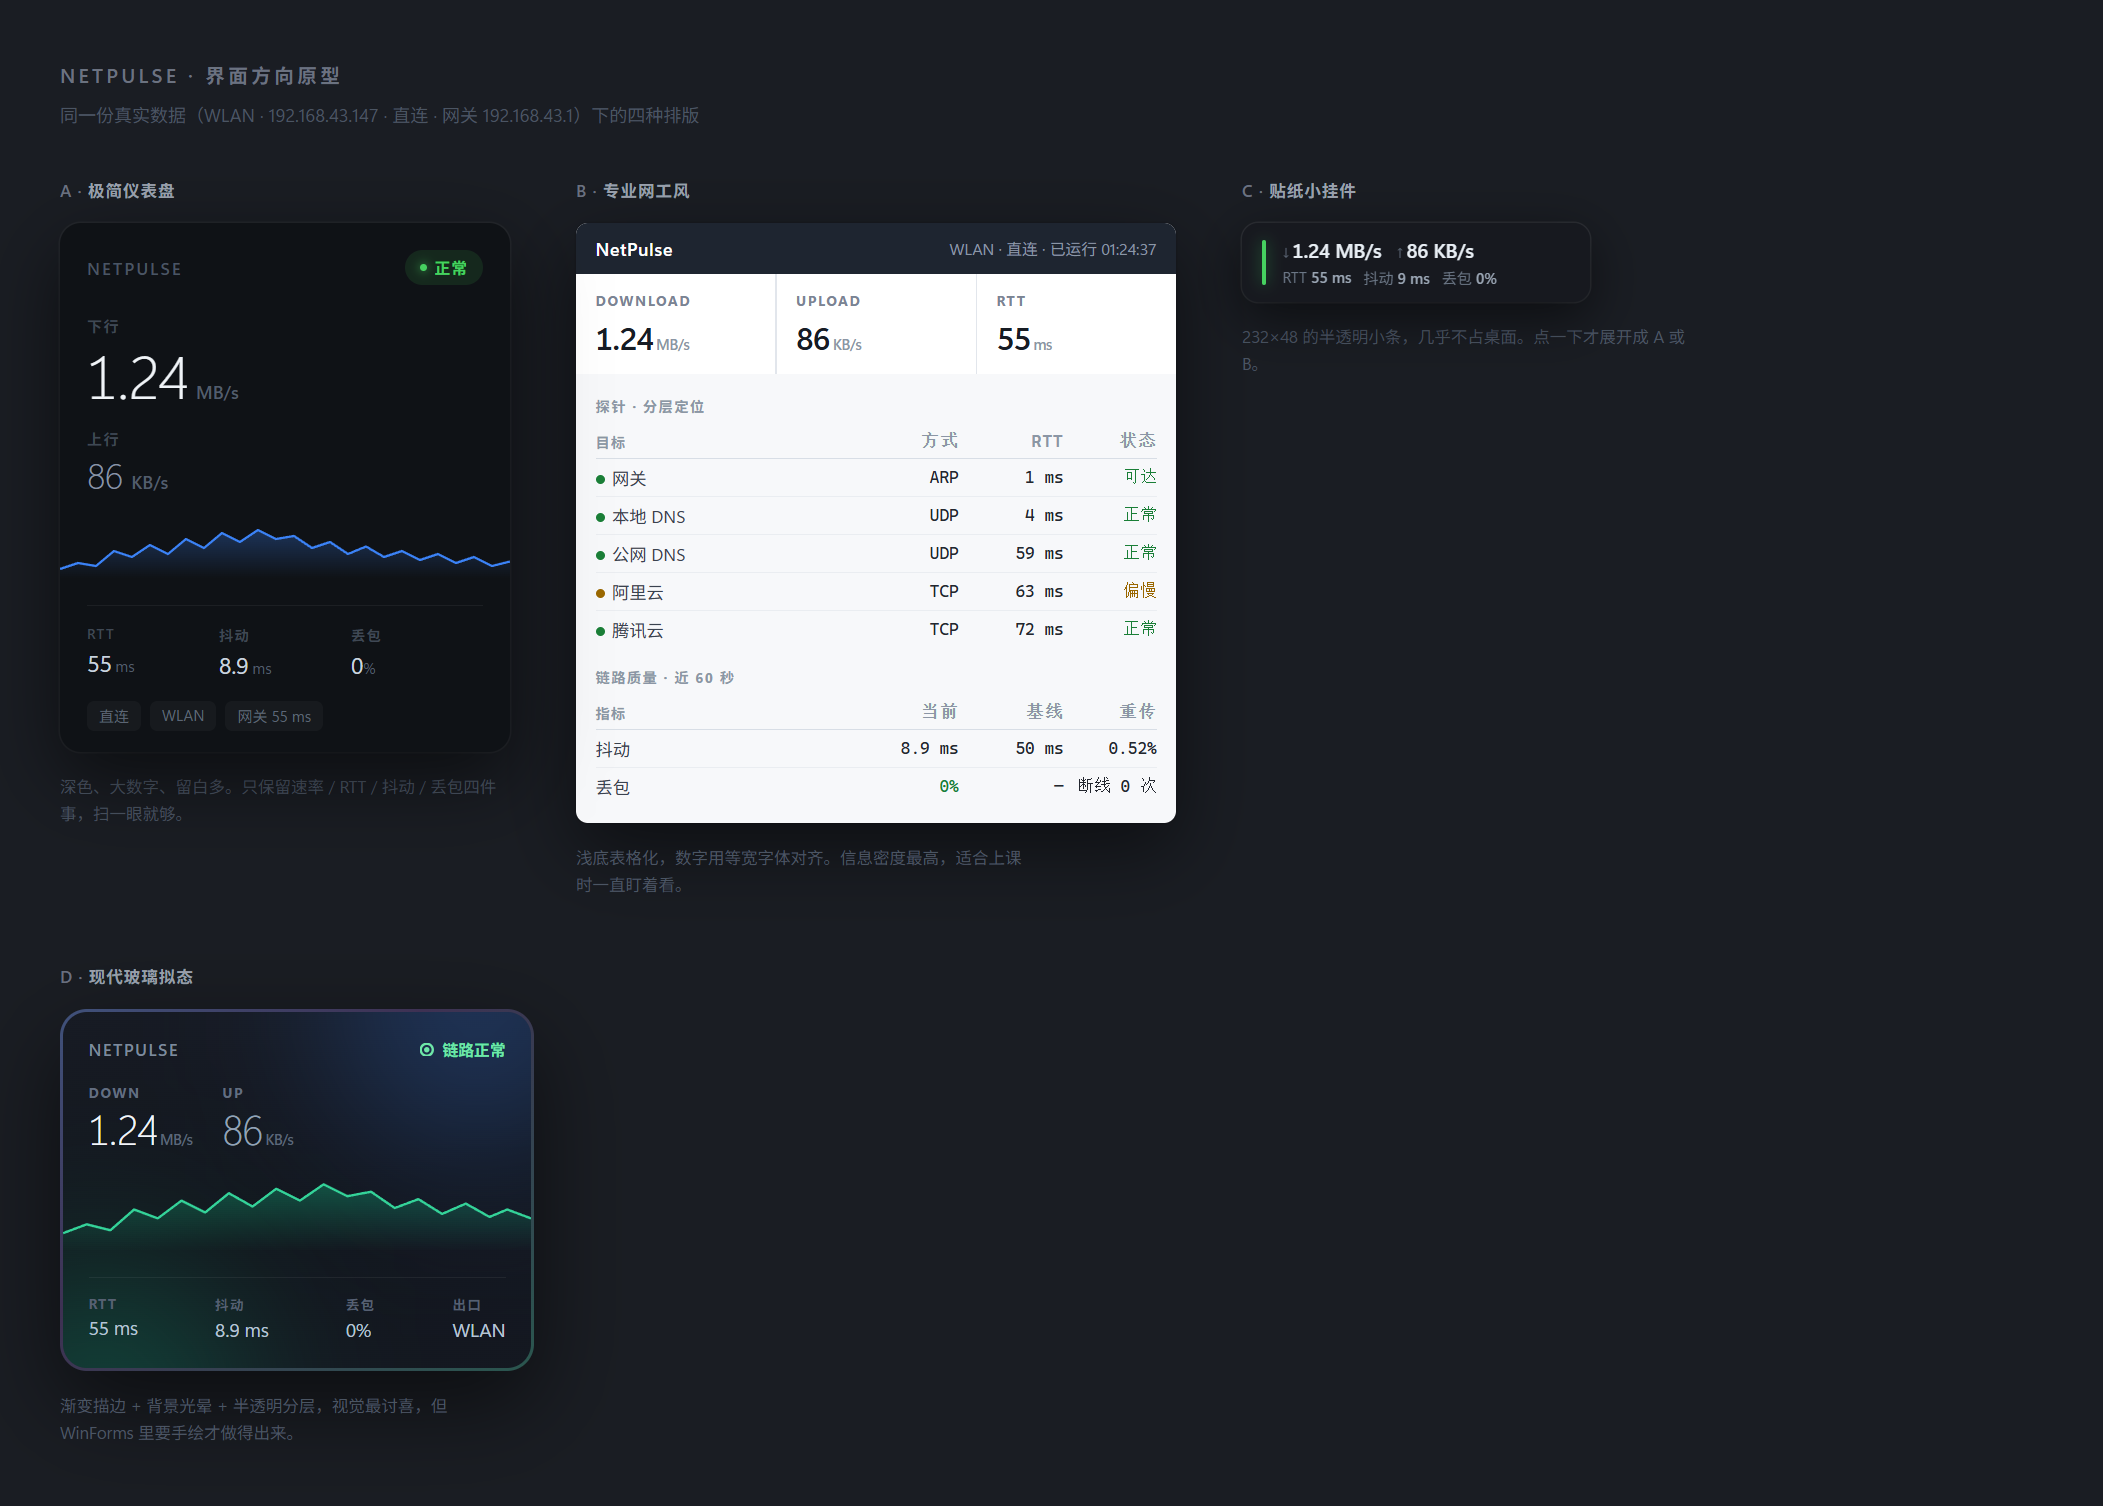 NETPULSE · 界面方向原型
同一份真实数据（WLAN · 192.168.43.147 · 直连 · 网关 192.168.43.1）下的四种排版
A · 极简仪表盘
NETPULSE
正常
下行
1.24 MB/s
上行
86 KB/s
RTT 抖动 丢包
55 ms 8.9 ms 0%
直连 WLAN 网关 55 ms
深色、大数字、留白多。只保留速率 / RTT / 抖动 / 丢包四件
事，扫一眼就够。
B · 专业网工风
NetPulse
WLAN · 直连 · 已运行 01:24:37
DOWNLOAD UPLOAD RTT
1.24 MB/s 86 KB/s 55 ms
探针 · 分层定位
目标 方式 RTT 状态
网关 ARP 1 ms 可达
本地 DNS UDP 4 ms 正常
公网 DNS UDP 59 ms 正常
阿里云 TCP 63 ms 偏慢
腾讯云 TCP 72 ms 正常
链路质量 · 近 60 秒
指标 当前 基线 重传
抖动 8.9 ms 50 ms 0.52%
丢包 0% — 断线 0 次
浅底表格化，数字用等宽字体对齐。信息密度最高，适合上课
时一直盯着看。
C · 贴纸小挂件
↓1.24 MB/s ↑86 KB/s
RTT 55 ms 抖动 9 ms 丢包 0%
232×48 的半透明小条，几乎不占桌面。点一下才展开成 A 或
B。
D · 现代玻璃拟态
NETPULSE
链路正常
DOWN UP
1.24 MB/s 86 KB/s
RTT 抖动 丢包 出口
55 ms 8.9 ms 0% WLAN
渐变描边 + 背景光晕 + 半透明分层，视觉最讨喜，但
WinForms 里要手绘才做得出来。